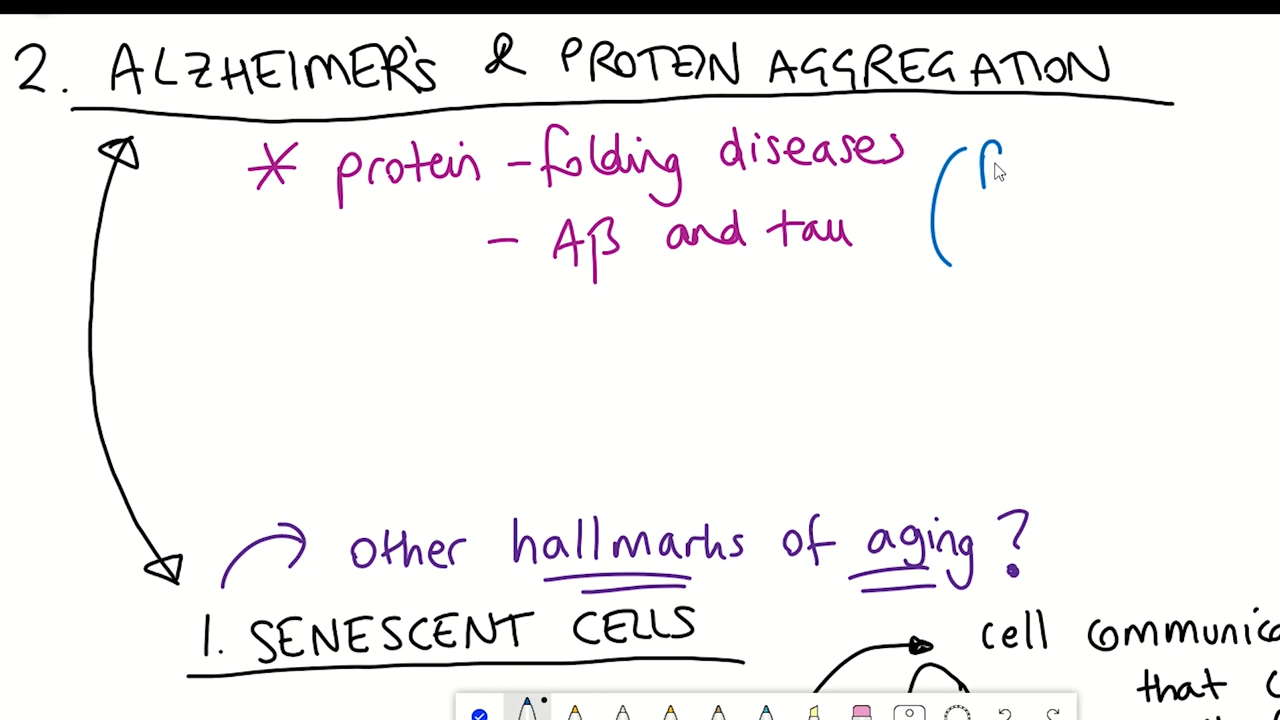 2. ALZHEIMER'S & PROTEIN AGGREGATION
* protein - folding diseases (
- Aβ and tau
other hallmarks of aging?
1. SENESCENT CELLS
cell
that